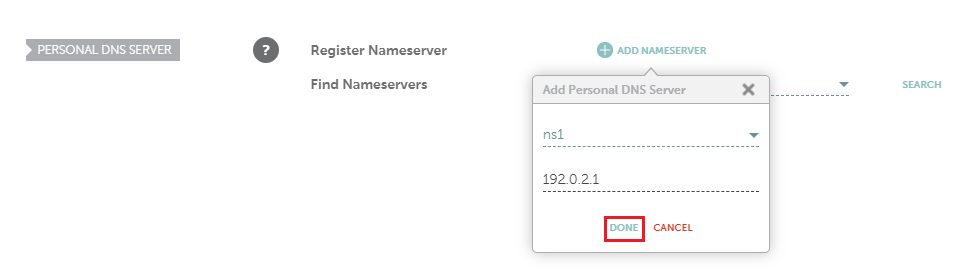 PERSONAL DNS SERVER
?
Register Nameserver
ADD NAMESERVER
Find Nameservers
SEARCH
Add Personal DNS Server
ns1
192.0.2.1
DONE CANCEL